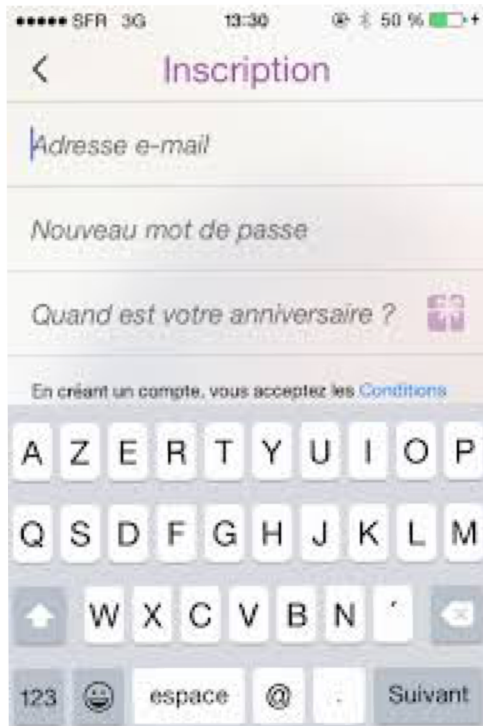 SFR 3G 13:30 50 % +
Inscription
Adresse e-mail
Nouveau mot de passe
Quand est votre anniversaire ?
En créant un compte, vous acceptez les Conditions
A Z E R T Y U I O P
Q S D F G H J K L M
W X C V B N ´
123 espace @ . Suivant